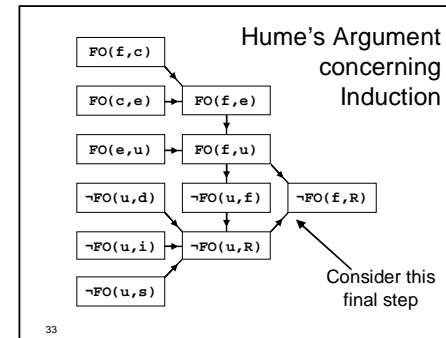 Hume's Argument
concerning
Induction
FO(f,c)
FO(c,e)
FO(f,e)
FO(e,u)
FO(f,u)
¬FO(u,d)
¬FO(u,f)
¬FO(f,R)
¬FO(u,i)
¬FO(u,R)
¬FO(u,s)
Consider this
final step
33